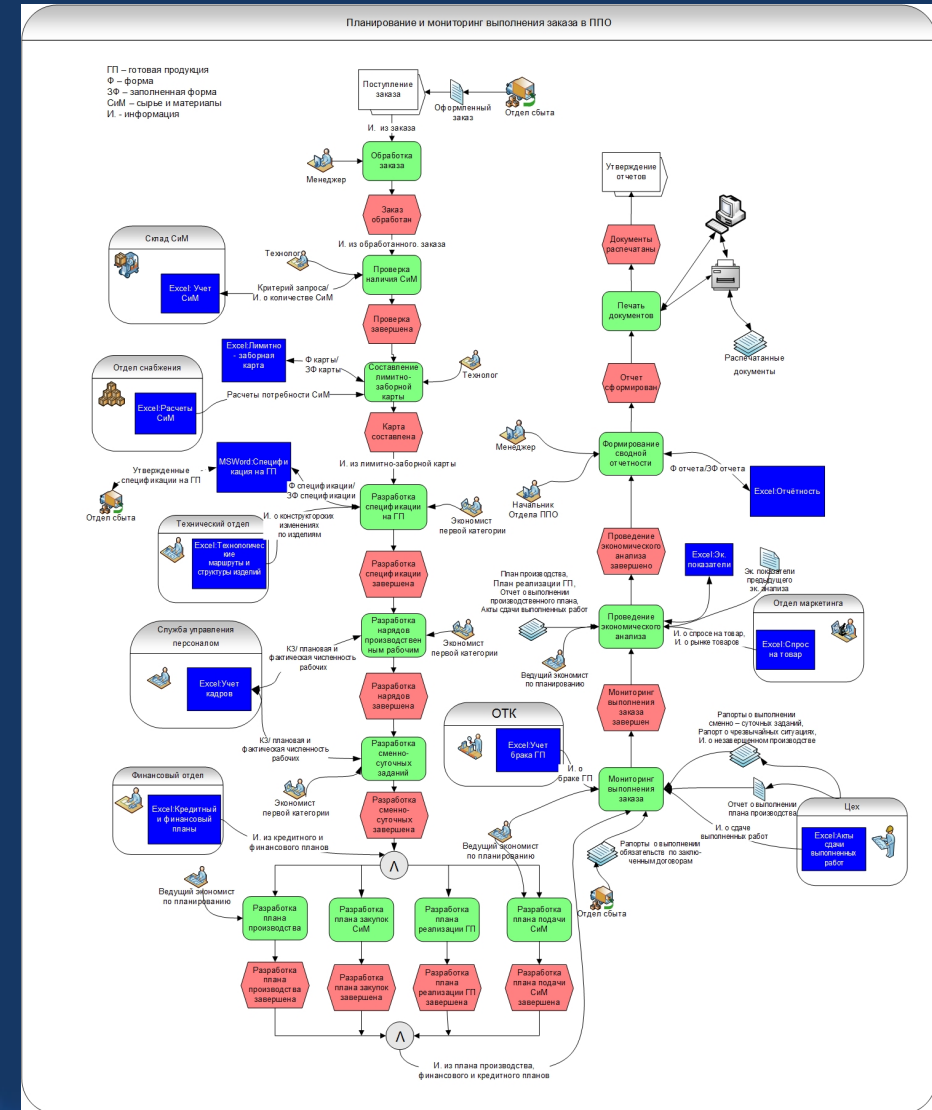 Планирование и мониторинг выполнения заказа в ППО
ГП – готовая продукция
Ф – форма
ЗФ – заполненная форма
СиМ – сырье и материалы
И. - информация
Поступление
заказа
Оформленный
заказ
Отдел сбыта
И. из заказа
Обработка
заказа
Менеджер
Заказ
обработан
И. из обработанного. заказа
Склад СиМ
Excel: Учет
СиМ
Технолог
Проверка
наличия СиМ
Критерий запроса/
И. о количестве СиМ
Проверка
завершена
Excel:Лимитно
- заборная
карта
Ф карты/
ЗФ карты
Составление
лимитно-
заборной
карты
Технолог
Отдел снабжения
Excel:Расчеты
СиМ
Расчеты потребности СиМ
Карта
составлена
И. из лимитно-заборной карты
MSWord:Специфи
кация на ГП
Утвержденные
спецификации на ГП
Отдел сбыта
Ф спецификации/
ЗФ спецификации
Разработка
спецификации
на ГП
Экономист
первой категории
Технический отдел
Excel:Технологичес
кие
маршруты и
структуры изделий
И. о конструкторских
изменениях
по изделиям
Разработка
спецификации
завершена
Служба управления
персоналом
Excel:Учет
кадров
КЗ/ плановая и
фактическая численность
рабочих
Разработка
нарядов
производствен
ным рабочим
Экономист
первой категории
Разработка
нарядов
завершена
КЗ/ плановая и
фактическая численность
рабочих
Разработка
сменно-
суточных
заданий
Экономист
первой категории
Финансовый отдел
Excel:Кредитный
и финансовый
планы
И. из кредитного и
финансового планов
Разработка
сменно-
суточных
завершена
Λ
Ведущий экономист
по планированию
Разработка
плана
производства
Разработка
плана закупок
СиМ
Разработка
плана
реализации ГП
Разработка
плана подачи
СиМ
Разработка
плана
производства
завершена
Разработка
плана закупок
завершена
Разработка
плана
реализации ГП
завершена
Разработка
плана подачи
СиМ
завершена
Λ
И. из плана производства,
финансового и кредитного планов
Утверждение
отчетов
Документы
распечатаны
Печать
документов
Распечатанные
документы
Отчет
сформирован
Менеджер
Формирование
сводной
отчетности
Начальник
Отдела ППО
Ф отчета/ЗФ отчета
Excel:Отчётность
Проведение
экономического
анализа
завершено
Excel:Эк.
показатели
Эк. показатели
предыдущего
эк. анализа
План производства,
План реализации ГП,
Отчет о выполнении
производственного плана,
Акты сдачи выполненных работ
Проведение
экономического
анализа
Ведущий экономист
по планированию
И. о спросе на товар,
И. о рынке товаров
Отдел маркетинга
Excel:Спрос
на товар
Мониторинг
выполнения
заказа
завершен
ОТК
Excel:Учет
брака ГП
И. о
браке ГП
Мониторинг
выполнения
заказа
Рапорты о выполнении
сменно – суточных заданий,
Рапорт о чрезвычайных ситуациях,
И. о незавершенном производстве
Отчет о выполнении
плана производства
И. о сдаче
выполненных работ
Цех
Excel:Акты
сдачи
выполненных
работ
Ведущий экономист
по планированию
Рапорты о выполнении
обязательств по заклю-
ченным договорам
Отдел сбыта